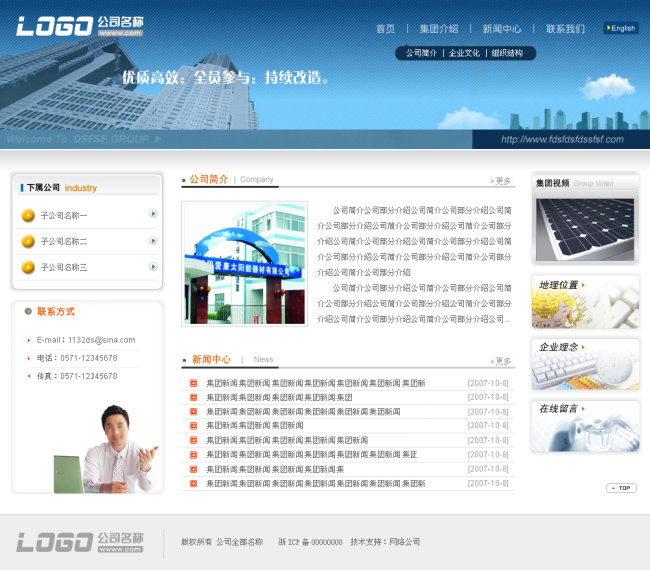 LOGO 公司名称
www.com
首页 | 集团介绍 | 新闻中心 | 联系我们
English
公司简介 | 企业文化 | 组织结构
优质高效；全员参与；持续改造。
Welcome To DSFSF. GROUP
http://www.fdsfdsfdssfsf.com
下属公司 industry
子公司名称一
子公司名称二
子公司名称三
联系方式
E-mail：1132ds@sina.com
电话：0571-12345678
传真：0571-12345678
公司简介 | Company
>更多
爱康太阳能器材有限公司
公司简介公司部分介绍公司简介公司部分介绍公司简
介公司部分介绍公司简介公司部分介绍公司简介公司部分
介绍公司简介公司部分介绍公司简介公司部分介绍公司简
介公司部分介绍公司简介公司部分介绍公司简介公司部分
介绍公司简介公司部分介绍
公司简介公司部分介绍公司简介公司部分介绍公司简
介公司部分介绍公司简介公司部分介绍公司简介公司部分
介绍公司简介公司部分介绍公司简介公司部分介绍公司...
新闻中心 | News
>更多
集团新闻集团新闻 集团新闻集团新闻 集团新闻 集团新闻 集团新 [2007-10-8]
集团新闻集团新闻 集团新闻集团新闻集团 [2007-10-8]
集团新闻集团新闻 集团新闻集团新闻 集团新闻 集团新闻 [2007-10-8]
集团新闻集团新闻 集团新闻 [2007-10-8]
集团新闻集团新闻 集团新闻集团新闻 集团新闻 [2007-10-8]
集团新闻集团新闻 集团新闻集团新闻 集团新闻 集团新闻 集团 [2007-10-8]
集团新闻集团新闻 集团新闻集团新闻集 [2007-10-8]
集团新闻集团新闻 集团新闻集团新闻 集团新闻 集团新闻 集团新 [2007-10-8]
集团视频 Group Video
地理位置
企业理念
在线留言
TOP
LOGO 公司名称
www.com
版权所有 公司全部名称 浙ICP备00000000 技术支持：网络公司